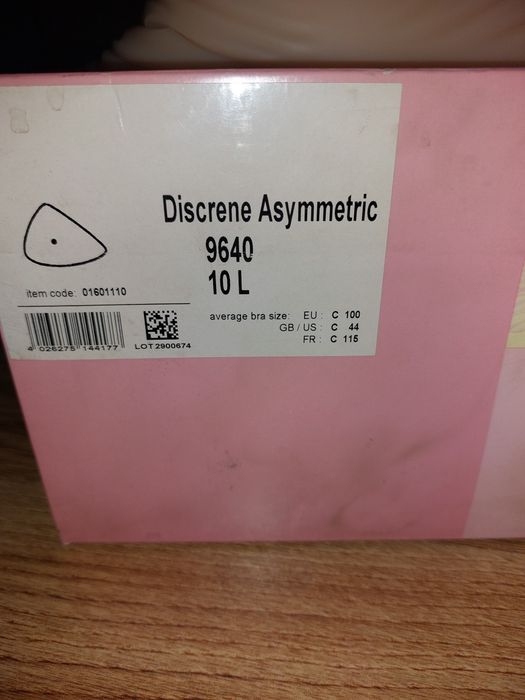 Discrene Asymmetric
9640
10 L
item code: 01601110
4 026275 144177
LOT 2900674
average bra size: EU : C 100
GB / US : C 44
FR : C 115